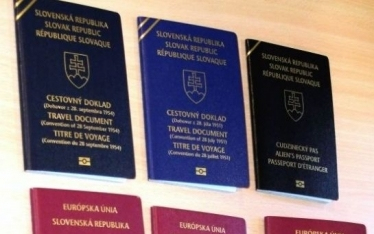 SLOVENSKÁ REPUBLIKA
SLOVAK REPUBLIC
RÉPUBLIQUE SLOVAQUE
CESTOVNÝ DOKLAD
(Dohovor z 28. septembra 1954)
TRAVEL DOCUMENT
(Convention of 28 September 1954)
TITRE DE VOYAGE
(Convention du 28 septembre 1954)
SLOVENSKÁ REPUBLIKA
SLOVAK REPUBLIC
RÉPUBLIQUE SLOVAQUE
CESTOVNÝ DOKLAD
(Dohovor z 28. júla 1951)
TRAVEL DOCUMENT
(Convention of 28 July 1951)
TITRE DE VOYAGE
(Convention du 28 juillet 1951)
SLOVENSKÁ REPUBLIKA
SLOVAK REPUBLIC
RÉPUBLIQUE SLOVAQUE
CUDZINECKÝ PAS
ALIEN'S PASSPORT
PASSEPORT D'ÉTRANGER
EURÓPSKA ÚNIA
SLOVENSKÁ REPUBLIKA
EURÓPSKA ÚNIA
EURÓPSKA ÚNIA